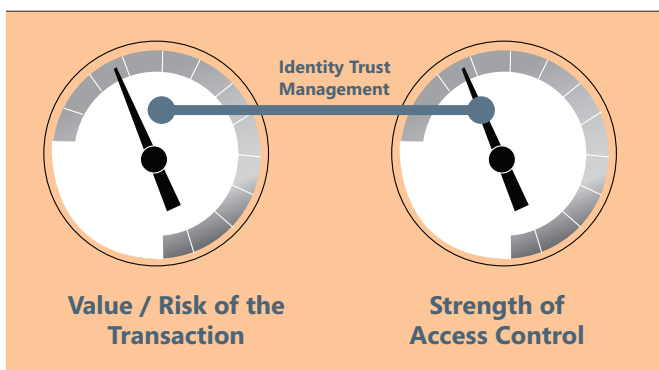 Identity Trust
Management
Value / Risk of the
Transaction
Strength of
Access Control